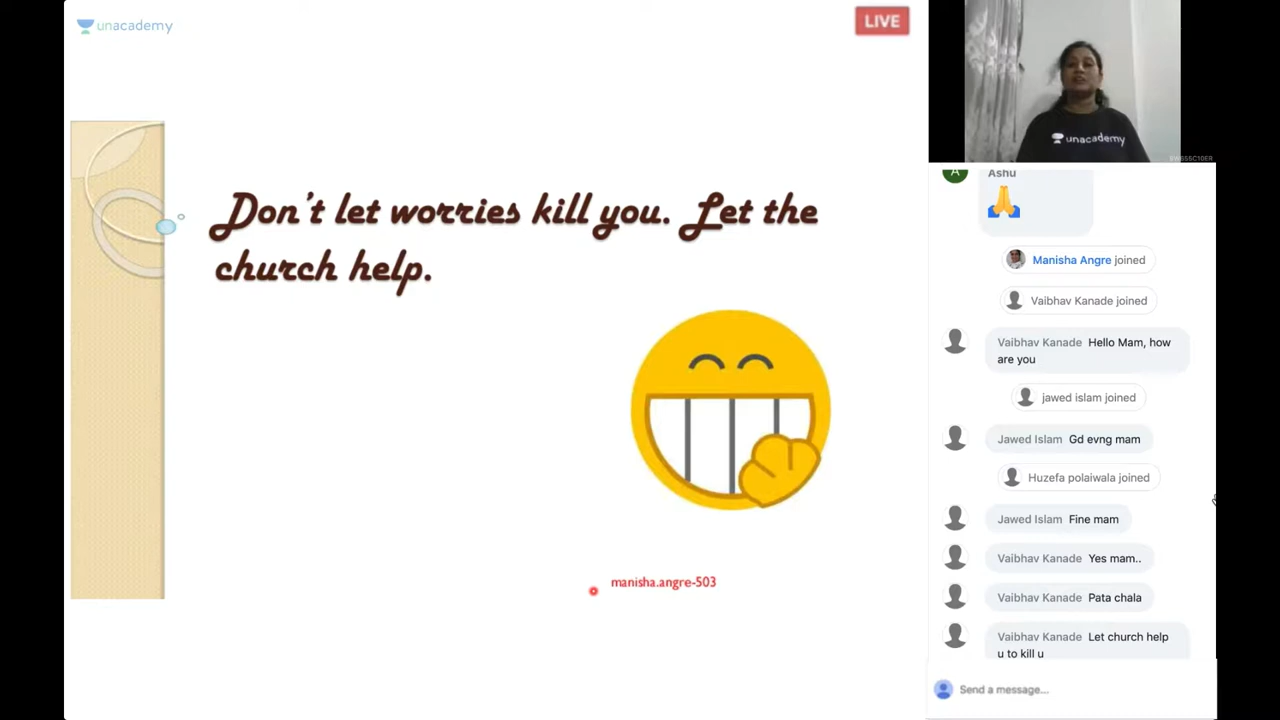 unacademy
LIVE
Don't let worries kill you. Let the
church help.
manisha.angre-503
unacademy
A
Ashu
Manisha Angre joined
Vaibhav Kanade joined
Vaibhav Kanade Hello Mam, how
are you
jawed islam joined
Jawed Islam Gd evng mam
Huzefa polaiwala joined
Jawed Islam Fine mam
Vaibhav Kanade Yes mam..
Vaibhav Kanade Pata chala
Vaibhav Kanade Let church help
u to kill u
Send a message...